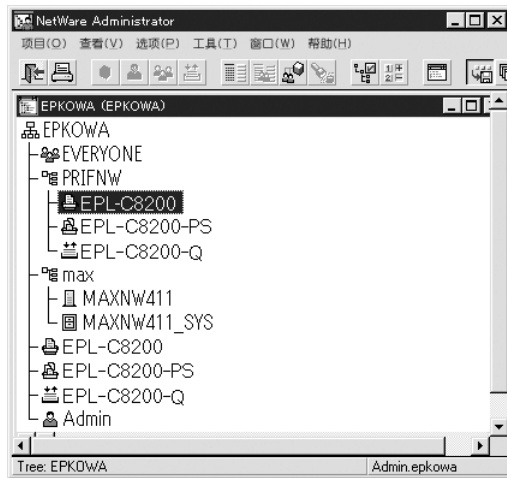 NetWare Administrator
项目(O) 查看(V) 选项(P) 工具(T) 窗口(W) 帮助(H)
EPKOWA (EPKOWA)
EPKOWA
EVERYONE
PRIFNW
EPL-C8200
EPL-C8200-PS
EPL-C8200-Q
max
MAXNW411
MAXNW411_SYS
EPL-C8200
EPL-C8200-PS
EPL-C8200-Q
Admin
Tree: EPKOWA Admin.epkowa